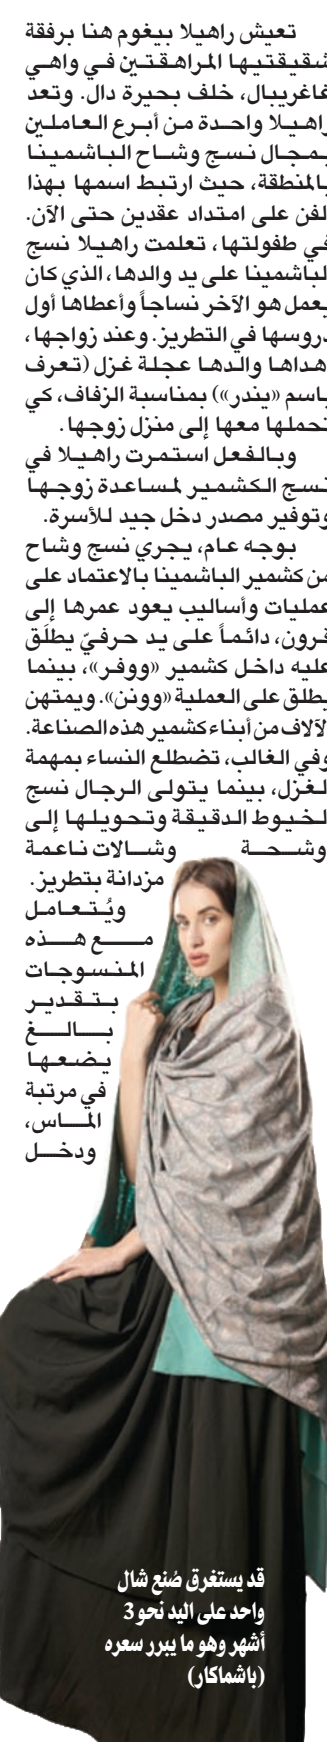 تعيش راهيلا بيغوم هنا برفقة
شقيقتيها المراهقتين في واهي
غاغريبال، خلف بحيرة دال. وتعد
راهيلا واحدة من أبرع العاملين
بمجال نسج وشاح الباشمينا
بالمنطقة، حيث ارتبط اسمها بهذا
الفن على امتداد عقدين حتى الآن.
في طفولتها، تعلمت راهيلا نسج
الباشمينا على يد والدها، الذي كان
يعمل هو الآخر نساجاً وأعطاها أول
دروسها في التطريز. وعند زواجها،
أهداها والدها عجلة غزل (تعرف
باسم «يندر») بمناسبة الزفاف، كي
تحملها معها إلى منزل زوجها.
وبالفعل استمرت راهيلا في
نسج الكشمير لمساعدة زوجها
وتوفير مصدر دخل جيد للأسرة.
بوجه عام، يجري نسج وشاح
من كشمير الباشمينا بالاعتماد على
عمليات وأساليب يعود عمرها إلى
قرون، دائماً على يد حرفيّ يطلَق
عليه داخل كشمير «ووفر»، بينما
يطلق على العملية «وونن». ويمتهن
الآلاف من أبناء كشمير هذه الصناعة.
وفي الغالب، تضطلع النساء بمهمة
الغزل، بينما يتولى الرجال نسج
الخيوط الدقيقة وتحويلها إلى
وشحة وشالات ناعمة
مزدانة بتطريز.
ويُتعامل
مع هذه
المنسوجات
بتقدير
بالغ
يضعها
في مرتبة
الماس،
ودخل
قد يستغرق صُنع شال
واحد على اليد نحو 3
أشهر وهو ما يبرر سعره
(باشماكار)